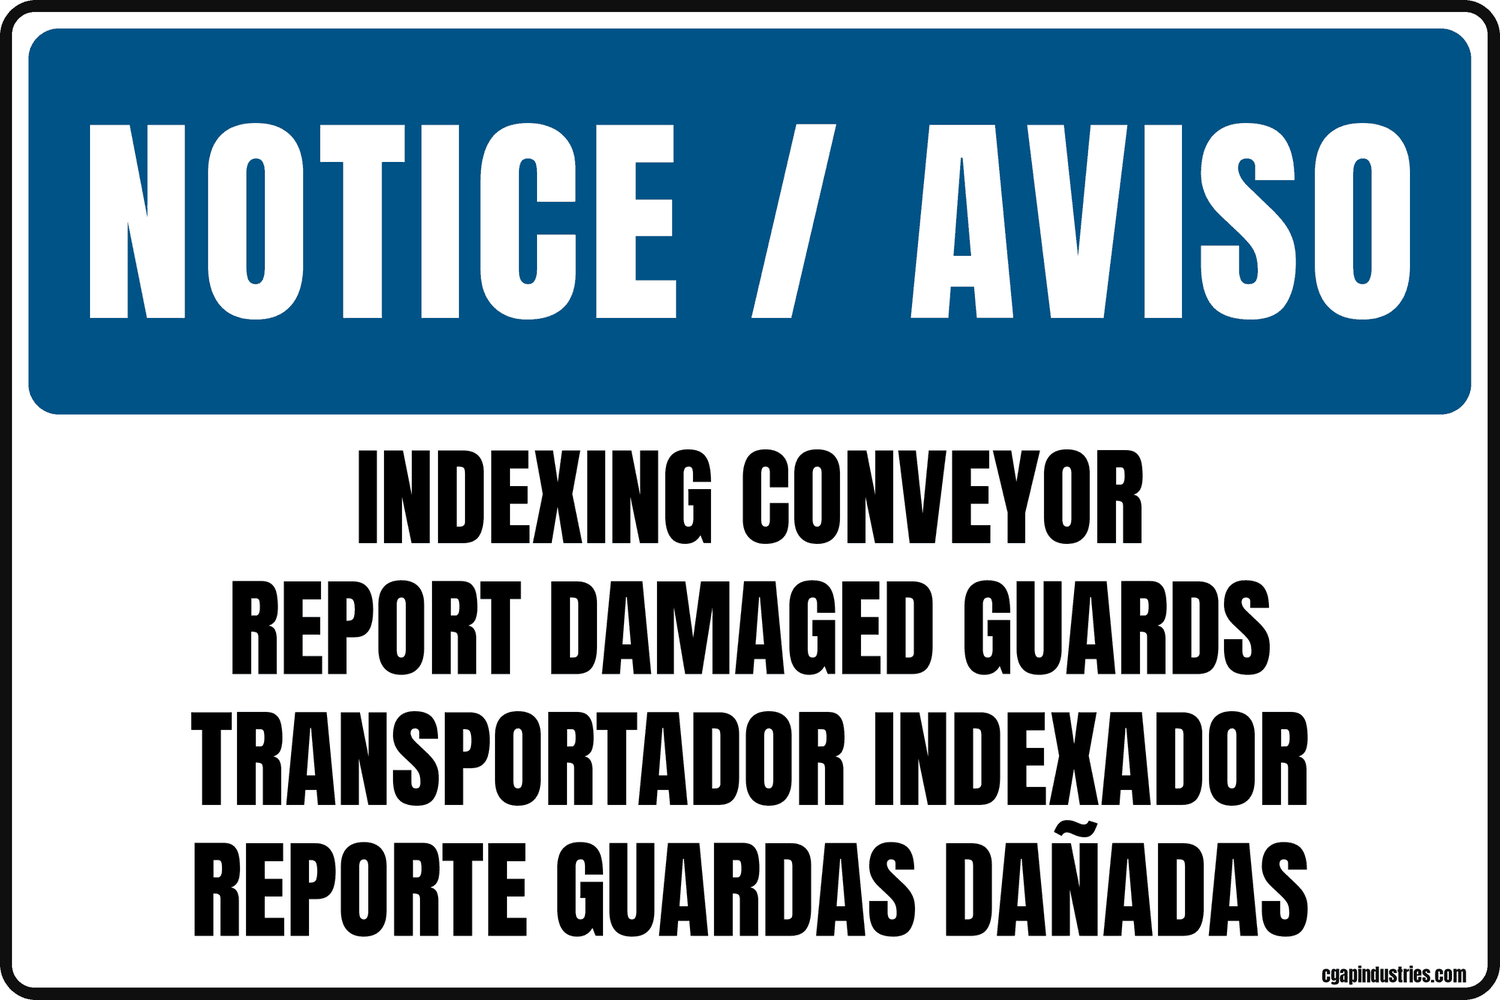 NOTICE / AVISO
INDEXING CONVEYOR
REPORT DAMAGED GUARDS
TRANSPORTADOR INDEXADOR
REPORTE GUARDAS DAÑADAS
cgapindustries.com